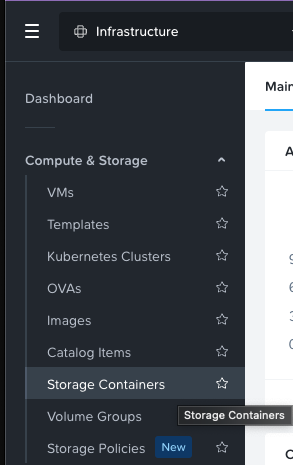 Infrastructure
Main
Dashboard
Compute & Storage
VMs
Templates
Kubernetes Clusters
OVAs
Images
Catalog Items
Storage Containers
Storage Containers
Volume Groups
Storage Policies New